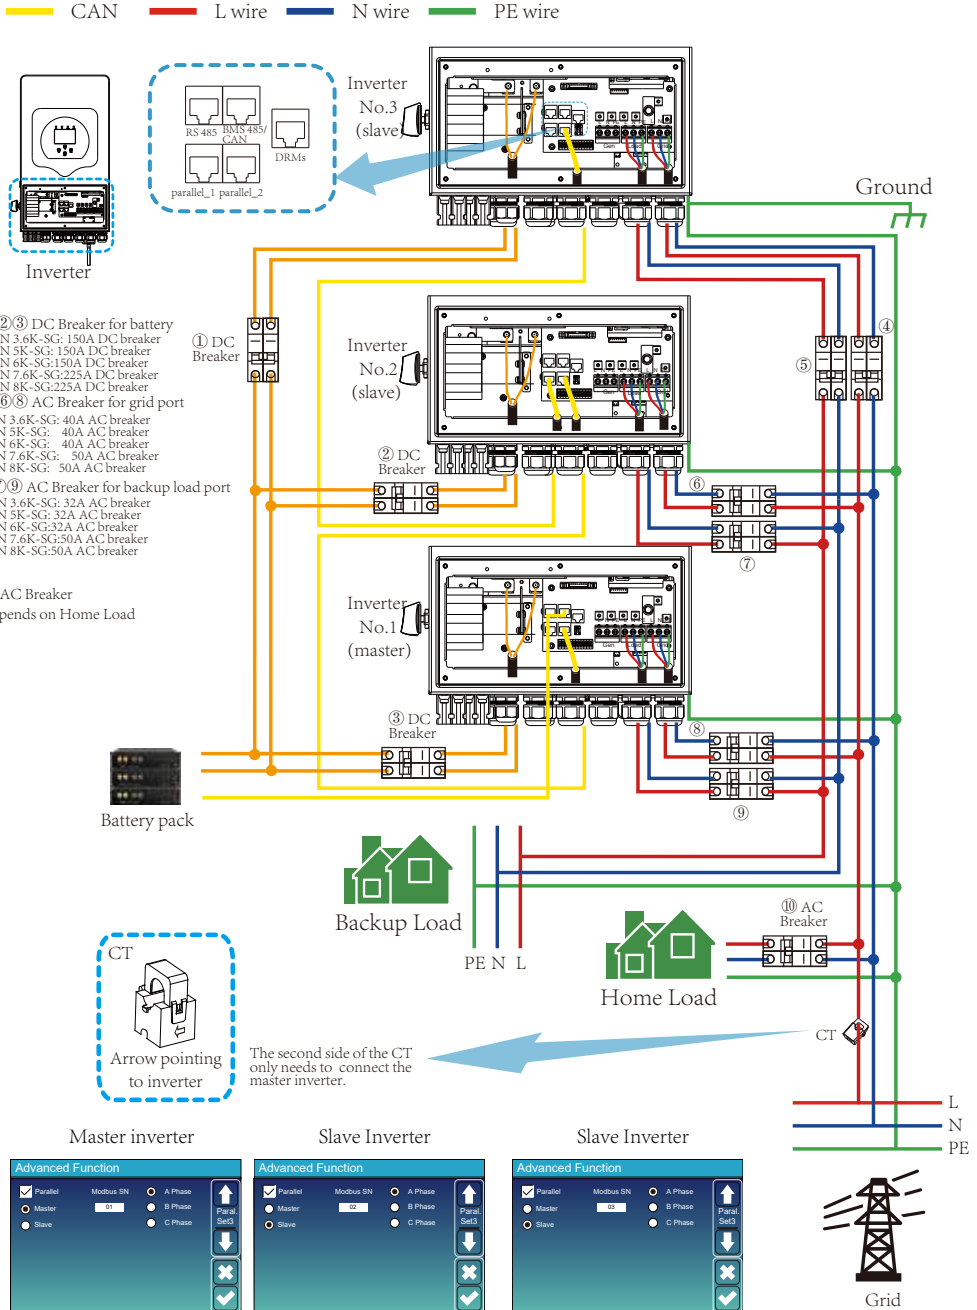 CAN L wire N wire PE wire
Inverter
No.3
(slave)
RS 485 BMS 485/
CAN
DRMs
parallel_1 parallel_2
Ground
Inverter
②③ DC Breaker for battery
N 3.6K-SG: 150A DC breaker
N 5K-SG: 150A DC breaker
N 6K-SG:150A DC breaker
N 7.6K-SG:225A DC breaker
N 8K-SG:225A DC breaker
⑥⑧ AC Breaker for grid port
N 3.6K-SG: 40A AC breaker
N 5K-SG: 40A AC breaker
N 6K-SG: 40A AC breaker
N 7.6K-SG: 50A AC breaker
N 8K-SG: 50A AC breaker
⑨ AC Breaker for backup load port
N 3.6K-SG: 32A AC breaker
N 5K-SG: 32A AC breaker
N 6K-SG:32A AC breaker
N 7.6K-SG:50A AC breaker
N 8K-SG:50A AC breaker
AC Breaker
pends on Home Load
① DC
Breaker
④
⑤
Inverter
No.2
(slave)
② DC
Breaker
⑥
⑦
Inverter
No.1
(master)
Gen Load Grid
③ DC
Breaker
⑧
⑨
Battery pack
Backup Load
PE N L
⑩ AC
Breaker
Home Load
CT
Arrow pointing
to inverter
The second side of the CT
only needs to connect the
master inverter.
CT
L
N
PE
Grid
Master inverter
Advanced Function
Parallel Modbus SN A Phase
Master 01 B Phase
Slave C Phase
Paral.
Set3
Slave Inverter
Advanced Function
Parallel Modbus SN A Phase
Master 02 B Phase
Slave C Phase
Paral.
Set3
Slave Inverter
Advanced Function
Parallel Modbus SN A Phase
Master 03 B Phase
Slave C Phase
Paral.
Set3